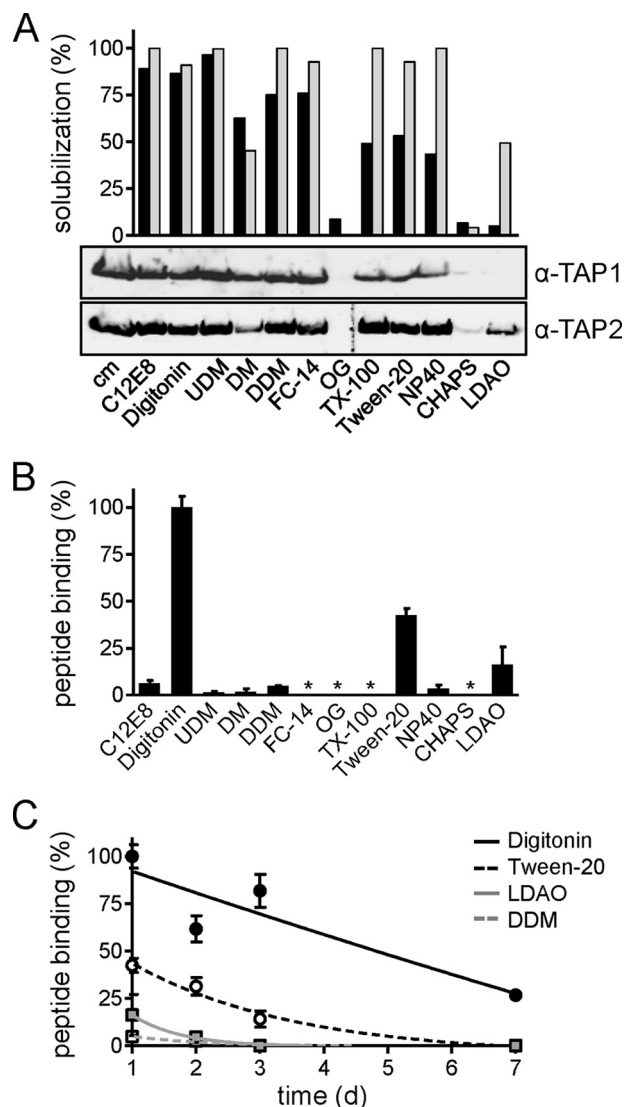 A
solubilization (%)
100
75
50
25
0
α-TAP1
α-TAP2
cm
C12E8
Digitonin
UDM
DM
DDM
FC-14
OG
TX-100
Tween-20
NP40
CHAPS
LDAO
B
peptide binding (%)
100
75
50
25
0
* * * *
C12E8
Digitonin
UDM
DM
DDM
FC-14
OG
TX-100
Tween-20
NP40
CHAPS
LDAO
C
peptide binding (%)
100
75
50
25
0
Digitonin
Tween-20
LDAO
DDM
1 2 3 4 5 6 7
time (d)